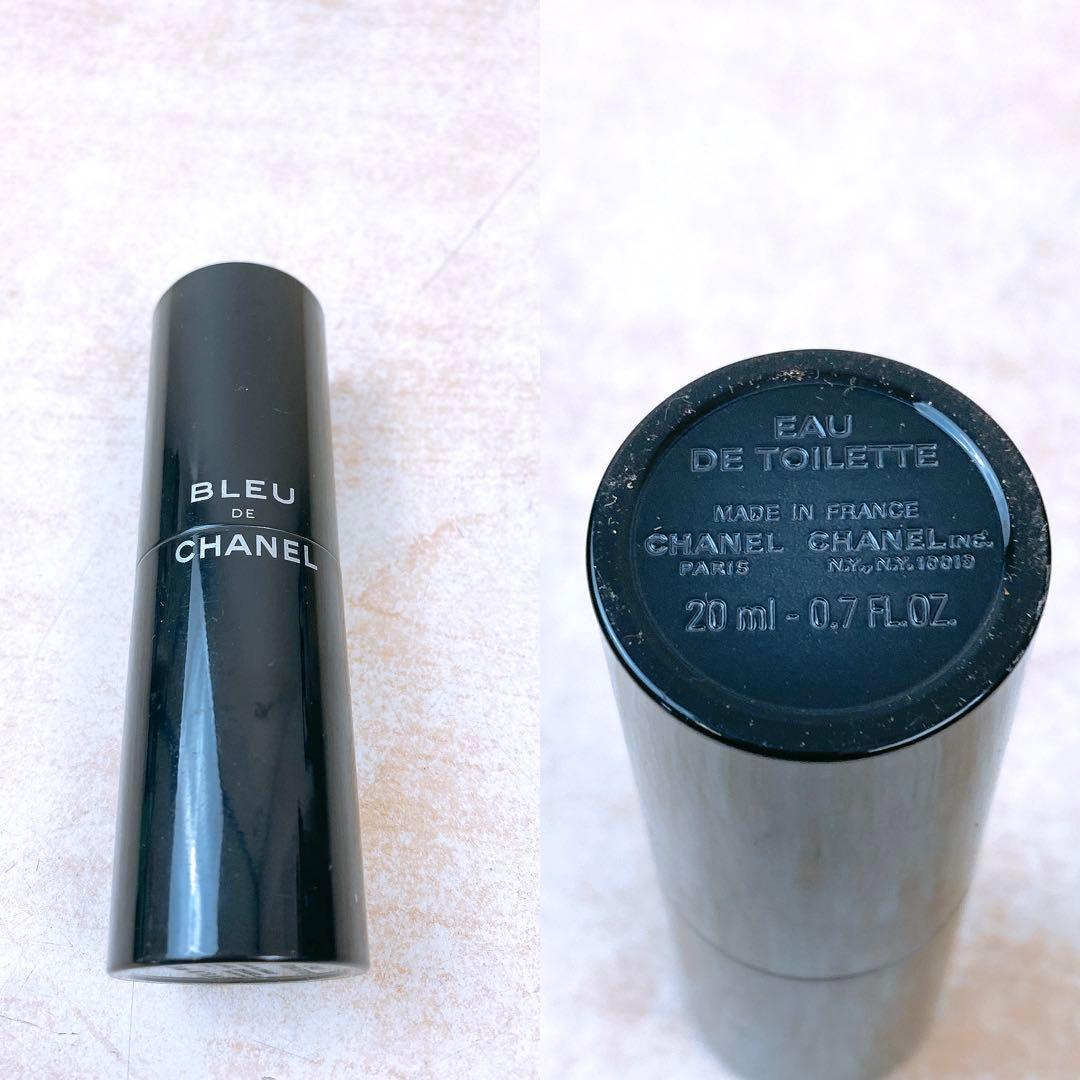 BLEU
DE
CHANEL
EAU
DE TOILETTE
MADE IN FRANCE
CHANEL CHANEL INC.
PARIS N.Y., N.Y. 10019
20 ml - 0.7 FL.OZ.